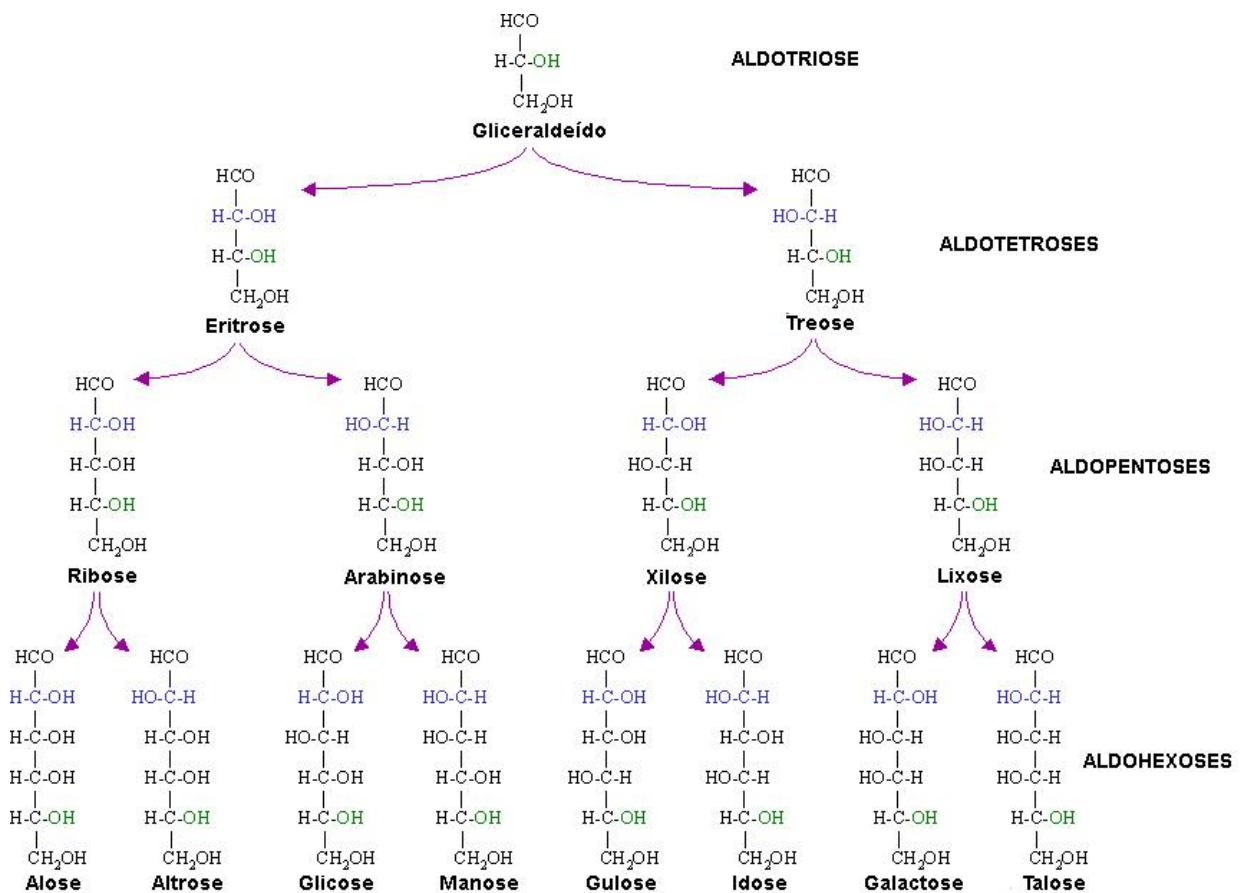 HCO
H-C-OH
CH2OH
Gliceraldeído
ALDOTRIOSE
HCO HCO
H-C-OH HO-C-H
H-C-OH H-C-OH
CH2OH CH2OH
Eritrose Treose
ALDOTETROSES
HCO HCO HCO HCO
H-C-OH HO-C-H H-C-OH HO-C-H
H-C-OH H-C-OH HO-C-H HO-C-H
H-C-OH H-C-OH H-C-OH H-C-OH
CH2OH CH2OH CH2OH CH2OH
Ribose Arabinose Xilose Lixose
ALDOPENTOSES
HCO HCO HCO HCO HCO HCO HCO HCO
H-C-OH HO-C-H H-C-OH HO-C-H H-C-OH HO-C-H H-C-OH HO-C-H
H-C-OH H-C-OH HO-C-H HO-C-H H-C-OH H-C-OH HO-C-H HO-C-H
H-C-OH H-C-OH H-C-OH H-C-OH HO-C-H HO-C-H HO-C-H HO-C-H
H-C-OH H-C-OH H-C-OH H-C-OH H-C-OH H-C-OH H-C-OH H-C-OH
CH2OH CH2OH CH2OH CH2OH CH2OH CH2OH CH2OH CH2OH
Alose Altrose Glicose Manose Gulose Idose Galactose Talose
ALDOHEXOSES